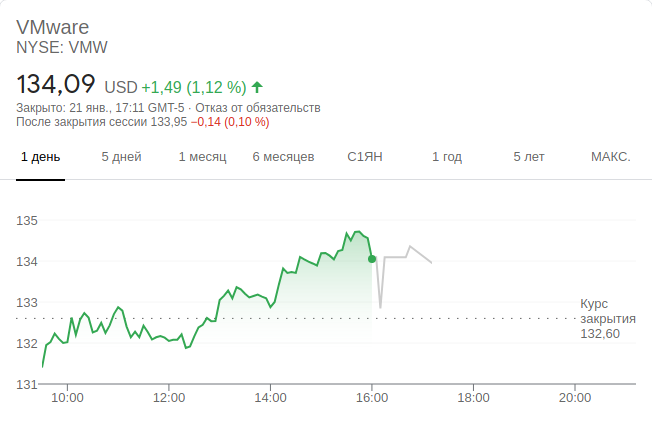 VMware
NYSE: VMW
134,09 USD +1,49 (1,12 %)
Закрыто: 21 янв., 17:11 GMT-5 · Отказ от обязательств
После закрытия сессии 133,95 −0,14 (0,10 %)
1 день 5 дней 1 месяц 6 месяцев С1ЯН 1 год 5 лет МАКС.
135
134
133
Курс
закрытия
132,60
132
131
10:00 12:00 14:00 16:00 18:00 20:00